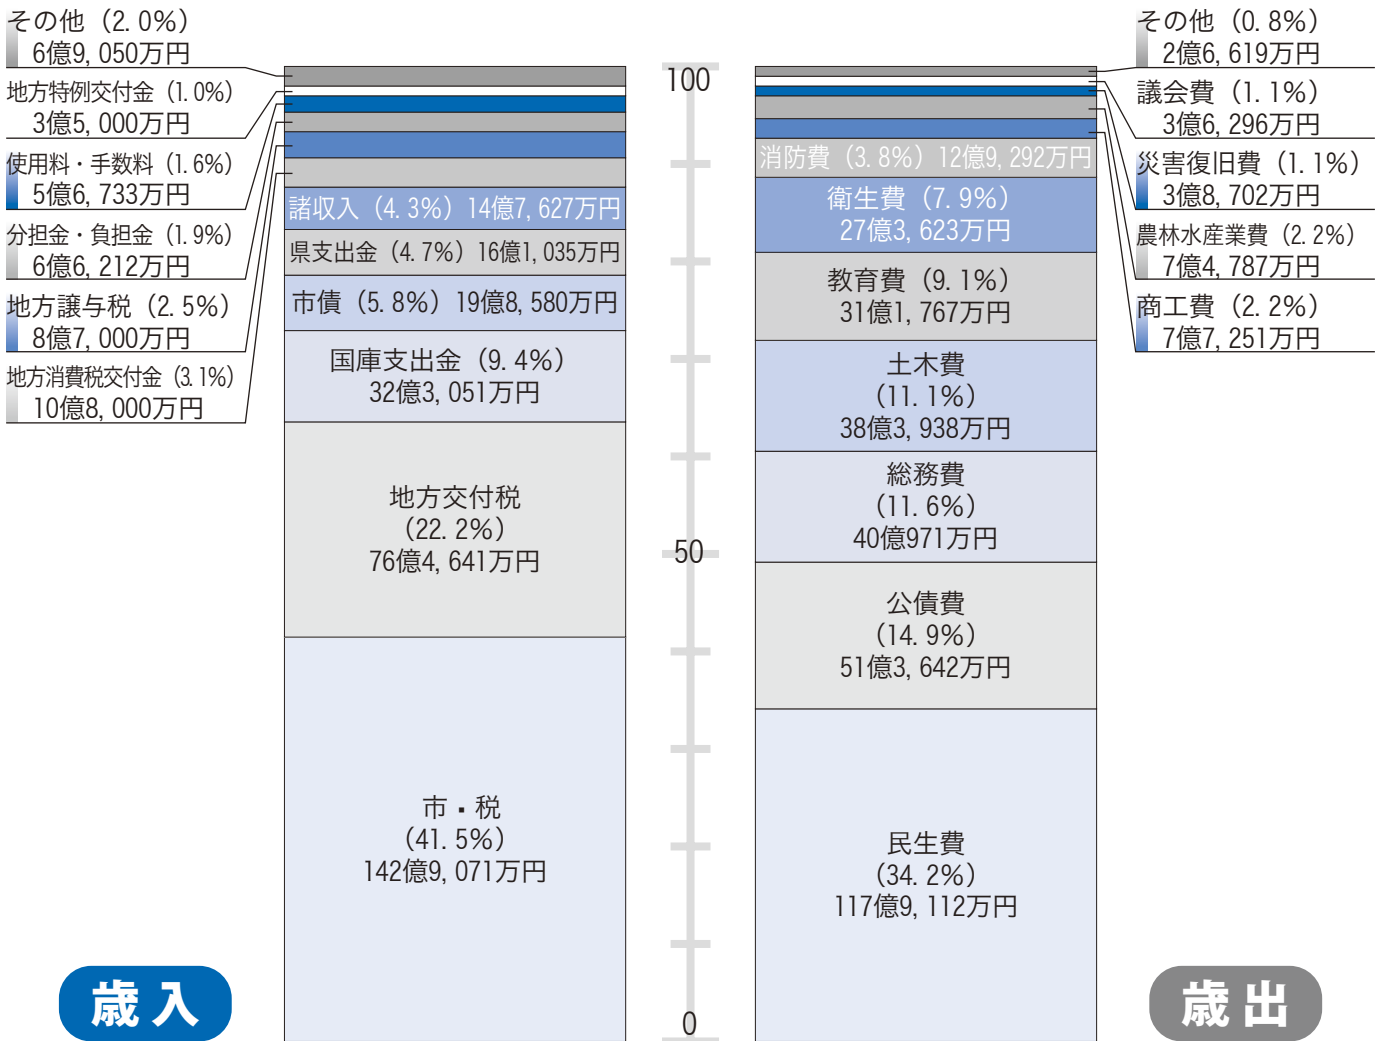 その他（2.0%）
6億9,050万円
地方特例交付金（1.0%）
3億5,000万円
使用料・手数料（1.6%）
5億6,733万円
分担金・負担金（1.9%）
6億6,212万円
地方譲与税（2.5%）
8億7,000万円
地方消費税交付金（3.1%）
10億8,000万円
諸収入（4.3%）14億7,627万円
県支出金（4.7%）16億1,035万円
市債（5.8%）19億8,580万円
国庫支出金（9.4%）
32億3,051万円
地方交付税
（22.2%）
76億4,641万円
市・税
（41.5%）
142億9,071万円
歳入
100
50
0
消防費（3.8%）12億9,292万円
衛生費（7.9%）
27億3,623万円
教育費（9.1%）
31億1,767万円
土木費
（11.1%）
38億3,938万円
総務費
（11.6%）
40億971万円
公債費
（14.9%）
51億3,642万円
民生費
（34.2%）
117億9,112万円
その他（0.8%）
2億6,619万円
議会費（1.1%）
3億6,296万円
災害復旧費（1.1%）
3億8,702万円
農林水産業費（2.2%）
7億4,787万円
商工費（2.2%）
7億7,251万円
歳出